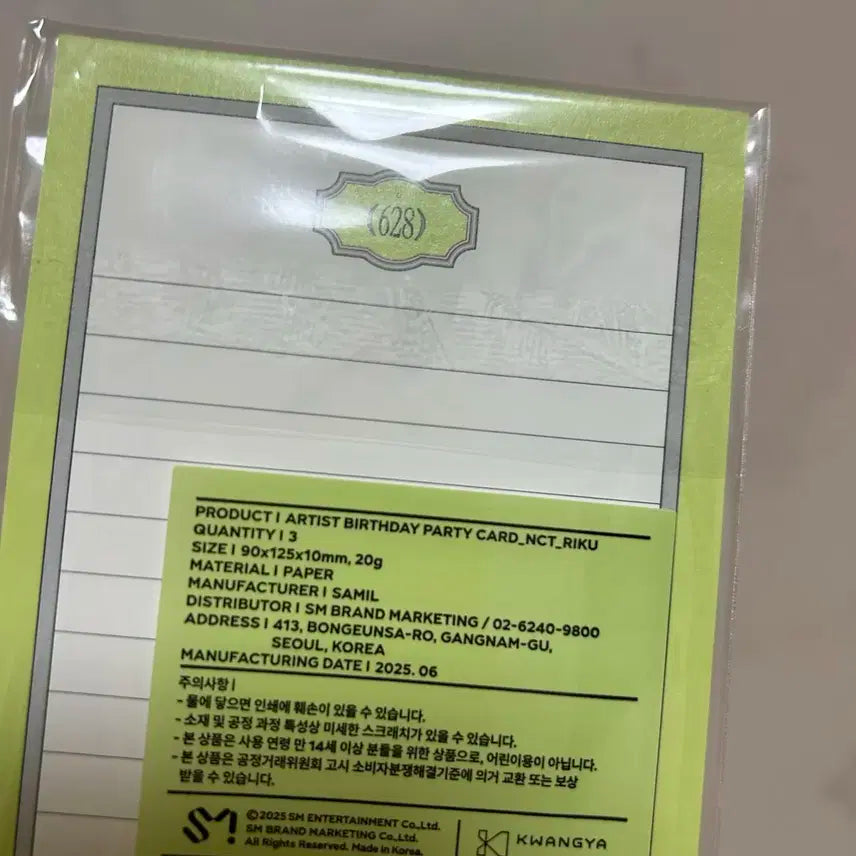 (628)
PRODUCT | ARTIST BIRTHDAY PARTY CARD_NCT_RIKU
QUANTITY | 3
SIZE | 90x125x10mm, 20g
MATERIAL | PAPER
MANUFACTURER | SAMIL
DISTRIBUTOR | SM BRAND MARKETING / 02-6240-9800
ADDRESS | 413, BONGEUNSA-RO, GANGNAM-GU,
SEOUL, KOREA
MANUFACTURING DATE | 2025. 06
주의사항 |
- 물에 닿으면 인쇄에 훼손이 있을 수 있습니다.
- 소재 및 공정 과정 특성상 미세한 스크래치가 있을 수 있습니다.
- 본 상품은 사용 연령 만 14세 이상 분들을 위한 상품으로, 어린이용이 아닙니다.
- 본 상품은 공정거래위원회 고시 소비자분쟁해결기준에 의거 교환 또는 보상
받을 수 있습니다.
SM!
©2025 SM ENTERTAINMENT Co.,Ltd.
SM BRAND MARKETING Co.,Ltd.
All Rights Reserved. Made in Korea.
KWANGYA